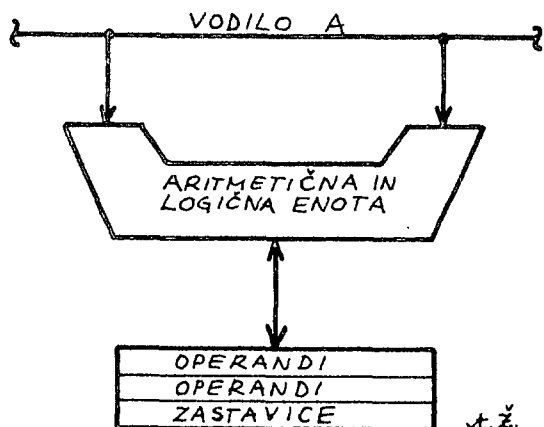 VODILO A
ARITMETIČNA IN
LOGIČNA ENOTA
OPERANDI
OPERANDI
ZASTAVICE
A.Ž.